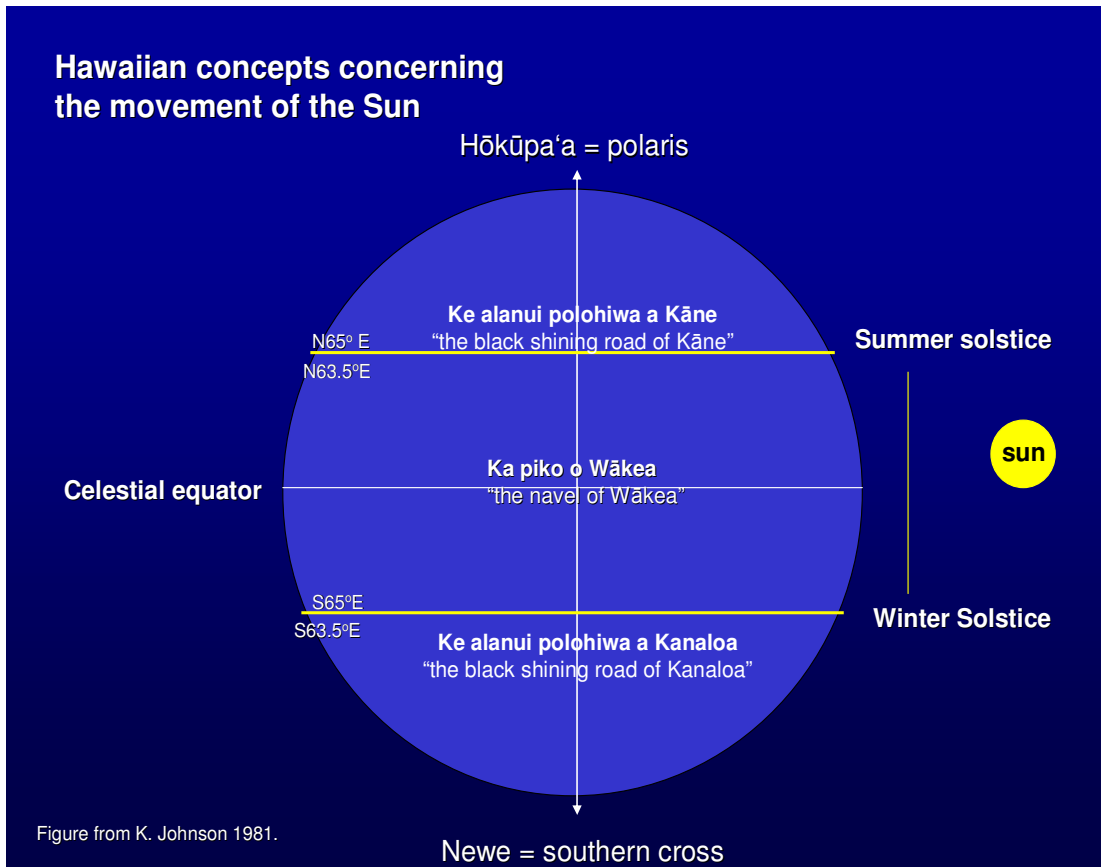 Hawaiian concepts concerning
the movement of the Sun
Hōkūpa‘a = polaris
Ke alanui polohiwa a Kāne
“the black shining road of Kāne”
N65o E
N63.5oE
Summer solstice
sun
Ka piko o Wākea
“the navel of Wākea”
Celestial equator
S65oE
S63.5oE
Winter Solstice
Ke alanui polohiwa a Kanaloa
“the black shining road of Kanaloa”
Figure from K. Johnson 1981.
Newe = southern cross